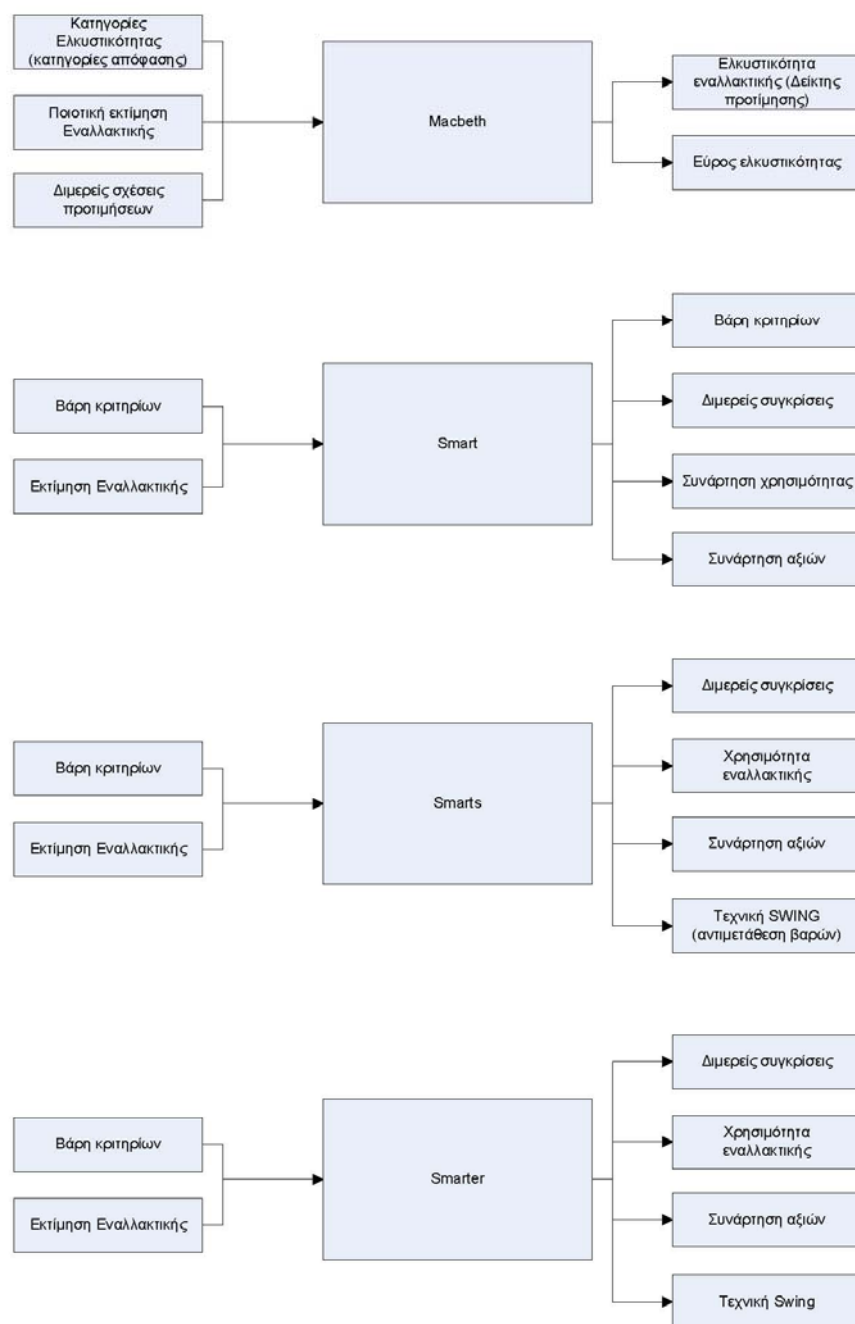 Κατηγορίες
Ελκυστικότητας
(κατηγορίες απόφασης)
Ποιοτική εκτίμηση
Εναλλακτικής
Διμερείς σχέσεις
προτιμήσεων
Macbeth
Ελκυστικότητα
εναλλακτικής (Δείκτης
προτίμησης)
Εύρος ελκυστικότητας
Βάρη κριτηρίων
Εκτίμηση Εναλλακτικής
Smart
Βάρη κριτηρίων
Διμερείς συγκρίσεις
Συνάρτηση χρησιμότητας
Συνάρτηση αξιών
Βάρη κριτηρίων
Εκτίμηση Εναλλακτικής
Smarts
Διμερείς συγκρίσεις
Χρησιμότητα
εναλλακτικής
Συνάρτηση αξιών
Τεχνική SWING
(αντιμετάθεση βαρών)
Βάρη κριτηρίων
Εκτίμηση Εναλλακτικής
Smarter
Διμερείς συγκρίσεις
Χρησιμότητα
εναλλακτικής
Συνάρτηση αξιών
Τεχνική Swing